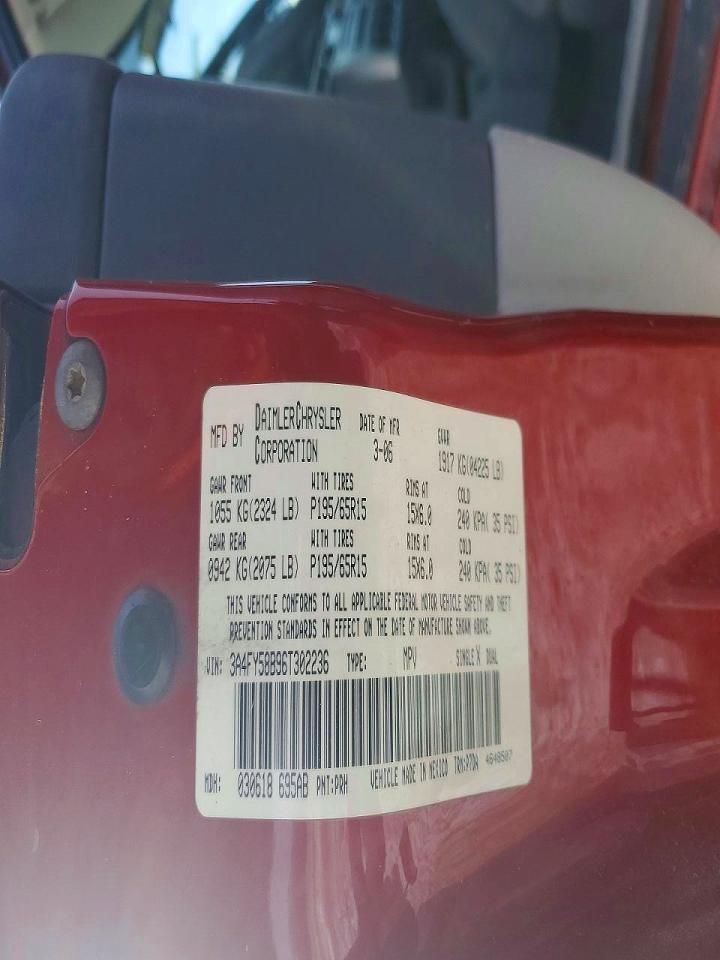 MFD BY DAIMLERCHRYSLER CORPORATION DATE OF MFR 3-06 GVWR 1917 KG(04225 LB)
GAWR FRONT WITH TIRES RIMS AT COLD
1055 KG(2324 LB) P195/65R15 15X6.0 240 KPA( 35 PSI)
GAWR REAR WITH TIRES RIMS AT COLD
0942 KG(2075 LB) P195/65R15 15X6.0 240 KPA( 35 PSI)
THIS VEHICLE CONFORMS TO ALL APPLICABLE FEDERAL MOTOR VEHICLE SAFETY AND THEFT
PREVENTION STANDARDS IN EFFECT ON THE DATE OF MANUFACTURE SHOWN ABOVE.
VIN: 3A4FY58B96T302236 TYPE: MPV SINGLE X DUAL
MDH: 030618 695AB PNT:PRH VEHICLE MADE IN MEXICO TRM:P7DA 4648507